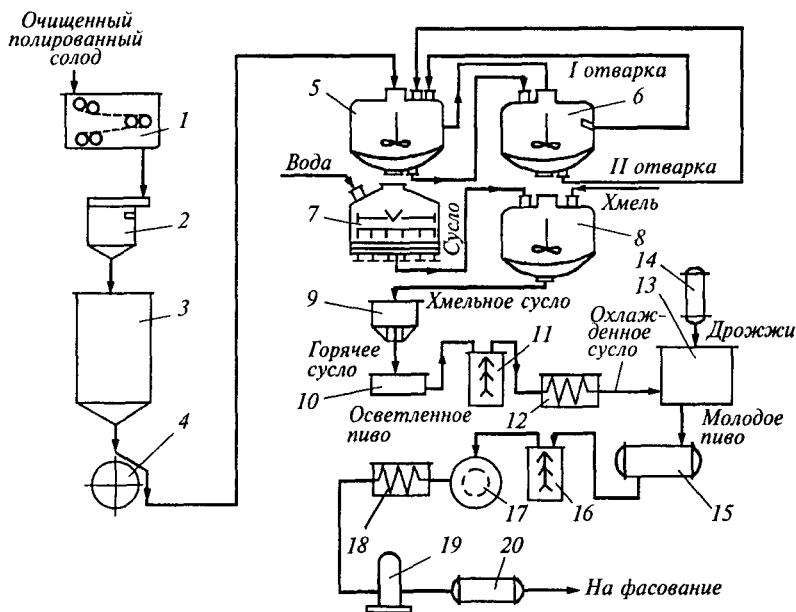 Очищенный
полированный
солод
1
2
3
4
5
6
I отварка
II отварка
Вода
7
Сусло
Хмель
8
9
Хмельное сусло
Горячее
сусло
10
11
12
Охлаж-
денное
сусло
14
13
Дрожжи
Осветленное
пиво
Молодое
пиво
15
16
17
18
19
20
На фасование